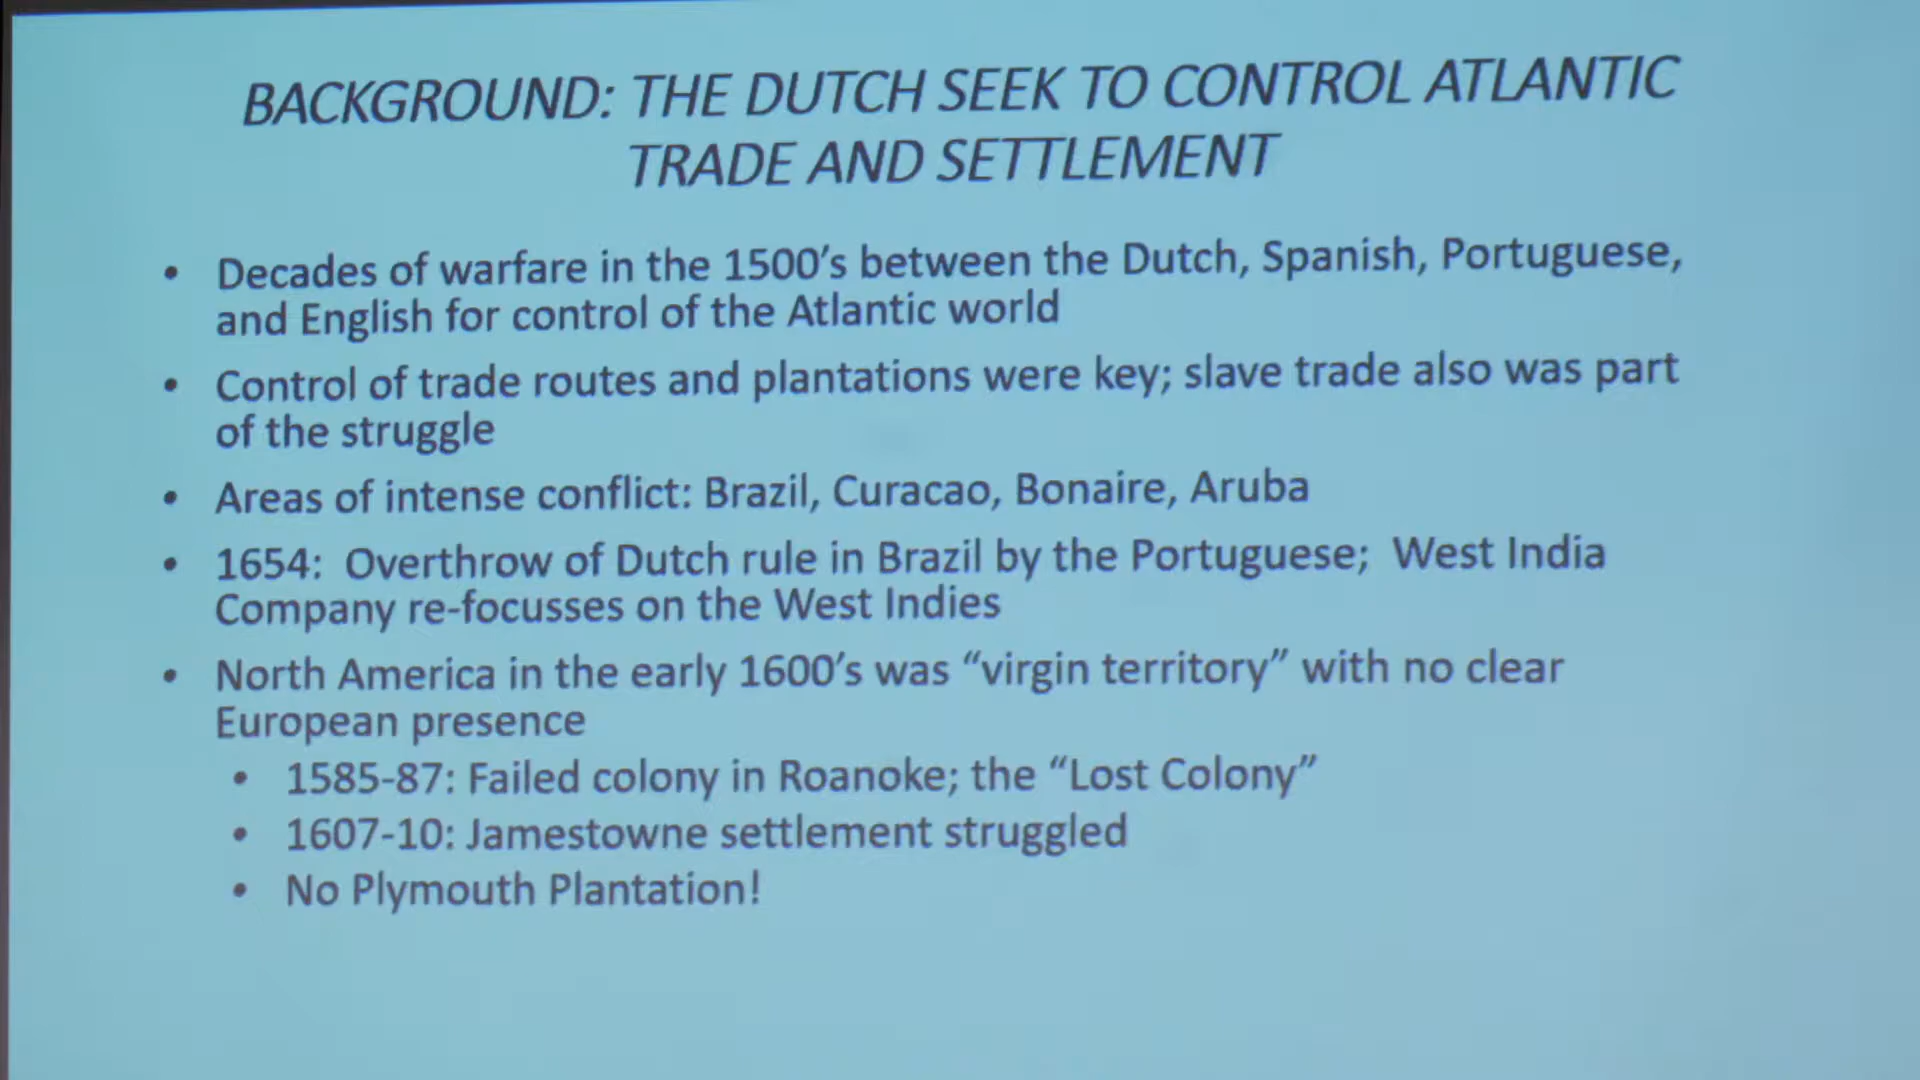 BACKGROUND: THE DUTCH SEEK TO CONTROL ATLANTIC
TRADE AND SETTLEMENT
• Decades of warfare in the 1500's between the Dutch, Spanish, Portuguese,
and English for control of the Atlantic world
• Control of trade routes and plantations were key; slave trade also was part
of the struggle
• Areas of intense conflict: Brazil, Curacao, Bonaire, Aruba
• 1654: Overthrow of Dutch rule in Brazil by the Portuguese; West India
Company re-focusses on the West Indies
• North America in the early 1600's was “virgin territory” with no clear
European presence
• 1585-87: Failed colony in Roanoke; the “Lost Colony”
• 1607-10: Jamestowne settlement struggled
• No Plymouth Plantation!